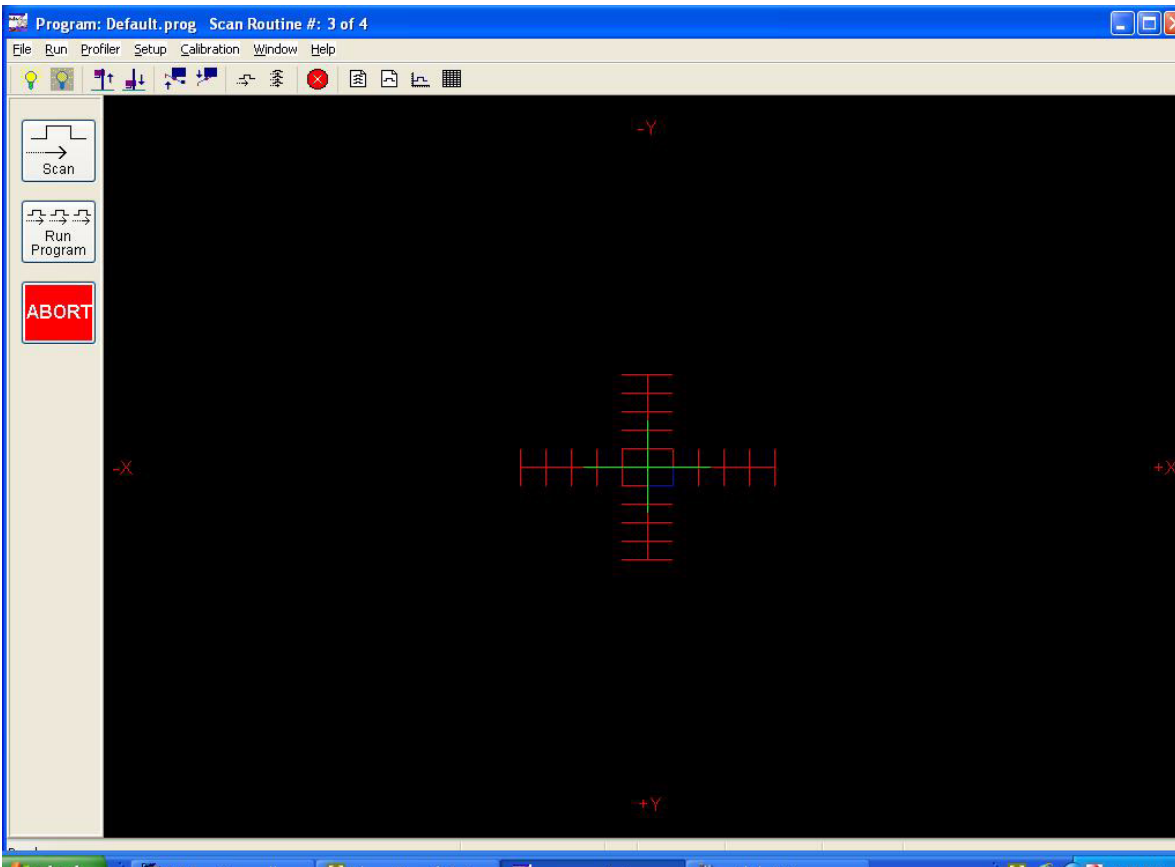 Program: Default.prog Scan Routine #: 3 of 4
File Run Profiler Setup Calibration Window Help
Scan
Run
Program
ABORT
-Y
-X
+X
+Y